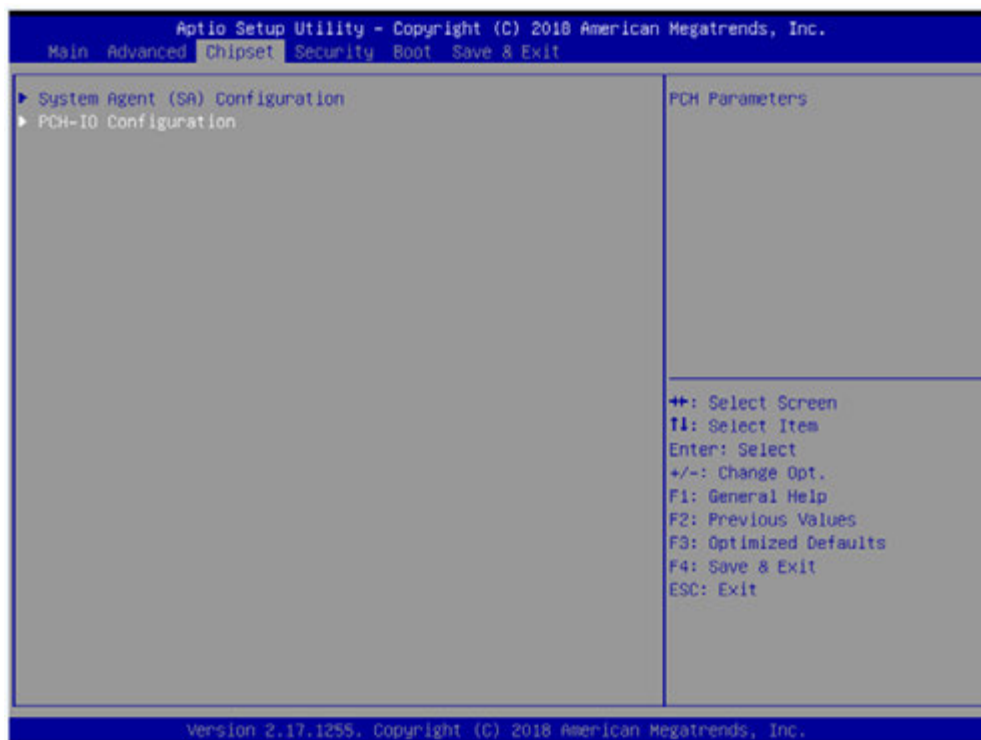 Aptio Setup Utility – Copyright (C) 2018 American Megatrends, Inc.
Main Advanced Chipset Security Boot Save & Exit
▶ System Agent (SA) Configuration
▶ PCH-IO Configuration
PCH Parameters
→←: Select Screen
↑↓: Select Item
Enter: Select
+/-: Change Opt.
F1: General Help
F2: Previous Values
F3: Optimized Defaults
F4: Save & Exit
ESC: Exit
Version 2.17.1255. Copyright (C) 2018 American Megatrends, Inc.